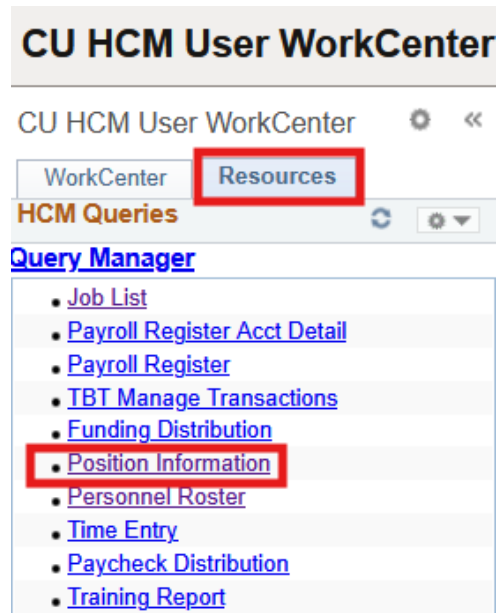 CU HCM User WorkCenter
CU HCM User WorkCenter «
WorkCenter Resources
HCM Queries
Query Manager
• Job List
• Payroll Register Acct Detail
• Payroll Register
• TBT Manage Transactions
• Funding Distribution
• Position Information
• Personnel Roster
• Time Entry
• Paycheck Distribution
• Training Report